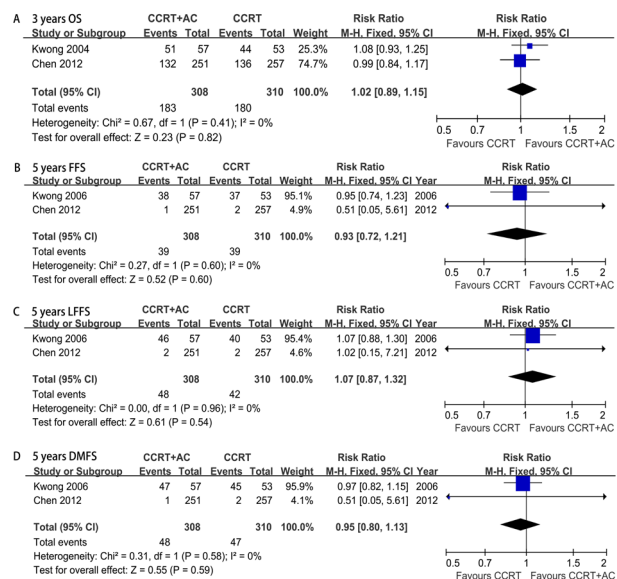 A 3 years OS CCRT+AC CCRT Risk Ratio Risk Ratio
Study or Subgroup Events Total Events Total Weight M-H. Fixed. 95% CI M-H. Fixed. 95% CI
Kwong 2004 51 57 44 53 25.3% 1.08 [0.93, 1.25]
Chen 2012 132 251 136 257 74.7% 0.99 [0.84, 1.17]
Total (95% CI) 308 310 100.0% 1.02 [0.89, 1.15]
Total events 183 180
Heterogeneity: Chi² = 0.67, df = 1 (P = 0.41); I² = 0%
Test for overall effect: Z = 0.23 (P = 0.82)
0.5 0.7 1 1.5 2
Favours CCRT Favours CCRT+AC
B 5 years FFS CCRT+AC CCRT Risk Ratio Risk Ratio
Study or Subgroup Events Total Events Total Weight M-H. Fixed. 95% CI Year M-H. Fixed. 95% CI
Kwong 2006 38 57 37 53 95.1% 0.95 [0.74, 1.23] 2006
Chen 2012 1 251 2 257 4.9% 0.51 [0.05, 5.61] 2012
Total (95% CI) 308 310 100.0% 0.93 [0.72, 1.21]
Total events 39 39
Heterogeneity: Chi² = 0.27, df = 1 (P = 0.60); I² = 0%
Test for overall effect: Z = 0.52 (P = 0.60)
0.5 0.7 1 1.5 2
Favours CCRT Favours CCRT+AC
C 5 years LFFS CCRT+AC CCRT Risk Ratio Risk Ratio
Study or Subgroup Events Total Events Total Weight M-H. Fixed. 95% CI Year M-H. Fixed. 95% CI
Kwong 2006 46 57 40 53 95.4% 1.07 [0.88, 1.30] 2006
Chen 2012 2 251 2 257 4.6% 1.02 [0.15, 7.21] 2012
Total (95% CI) 308 310 100.0% 1.07 [0.87, 1.32]
Total events 48 42
Heterogeneity: Chi² = 0.00, df = 1 (P = 0.96); I² = 0%
Test for overall effect: Z = 0.61 (P = 0.54)
0.5 0.7 1 1.5 2
Favours CCRT Favours CCRT+AC
D 5 years DMFS CCRT+AC CCRT Risk Ratio Risk Ratio
Study or Subgroup Events Total Events Total Weight M-H. Fixed. 95% CI Year M-H. Fixed. 95% CI
Kwong 2006 47 57 45 53 95.9% 0.97 [0.82, 1.15] 2006
Chen 2012 1 251 2 257 4.1% 0.51 [0.05, 5.61] 2012
Total (95% CI) 308 310 100.0% 0.95 [0.80, 1.13]
Total events 48 47
Heterogeneity: Chi² = 0.31, df = 1 (P = 0.58); I² = 0%
Test for overall effect: Z = 0.55 (P = 0.59)
0.5 0.7 1 1.5 2
Favours CCRT Favours CCRT+AC